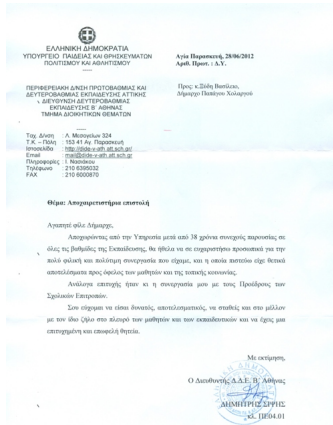 ΕΛΛΗΝΙΚΗ ΔΗΜΟΚΡΑΤΙΑ
ΥΠΟΥΡΓΕΙΟ ΠΑΙΔΕΙΑΣ ΚΑΙ ΘΡΗΣΚΕΥΜΑΤΩΝ
ΠΟΛΙΤΙΣΜΟΥ ΚΑΙ ΑΘΛΗΤΙΣΜΟΥ
-----
ΠΕΡΙΦΕΡΕΙΑΚΗ Δ/ΝΣΗ ΠΡΩΤΟΒΑΘΜΙΑΣ ΚΑΙ
ΔΕΥΤΕΡΟΒΑΘΜΙΑΣ ΕΚΠΑΙΔΕΥΣΗΣ ΑΤΤΙΚΗΣ
ΔΙΕΥΘΥΝΣΗ ΔΕΥΤΕΡΟΒΑΘΜΙΑΣ
ΕΚΠΑΙΔΕΥΣΗΣ Β΄ ΑΘΗΝΑΣ
ΤΜΗΜΑ ΔΙΟΙΚΗΤΙΚΩΝ ΘΕΜΑΤΩΝ
-----
Αγία Παρασκευή, 28/06/2012
Αριθ. Πρωτ. : Δ.Υ.
Προς: κ.Ξύδη Βασίλειο,
Δήμαρχο Παπάγου Χολαργού
Ταχ. Δ/νση : Λ. Μεσογείων 324
Τ.Κ. – Πόλη : 153 41 Αγ. Παρασκευή
Ιστοσελίδα : http://dide-v-ath.att.sch.gr/
Email : mail@dide-v-ath.att.sch.gr
Πληροφορίες : Ι. Νασιάκου
Τηλέφωνο : 210 6395032
FAX : 210 6000870
Θέμα: Αποχαιρετιστήρια επιστολή
Αγαπητέ φίλε Δήμαρχε,
Αποχωρώντας από την Υπηρεσία μετά από 38 χρόνια συνεχούς παρουσίας σε
όλες τις βαθμίδες της Εκπαίδευσης, θα ήθελα να σε ευχαριστήσω προσωπικά για την
πολύ φιλική και πολύτιμη συνεργασία που είχαμε, και η οποία πιστεύω είχε θετικά
αποτελέσματα προς όφελος των μαθητών και της τοπικής κοινωνίας.
Ανάλογα επιτυχής ήταν κι η συνεργασία μου με τους Προέδρους των
Σχολικών Επιτροπών.
Σου εύχομαι να είσαι δυνατός, αποτελεσματικός, να σταθείς και στο μέλλον
με τον ίδιο ζήλο στο πλευρό των μαθητών και των εκπαιδευτικών και να έχεις μια
επιτυχημένη και επωφελή θητεία.
Με εκτίμηση,
Ο Διευθυντής Δ.Δ.Ε. Β΄ Αθήνας
ΔΗΜΗΤΡΗΣ
κλ. ΠΕ04.01